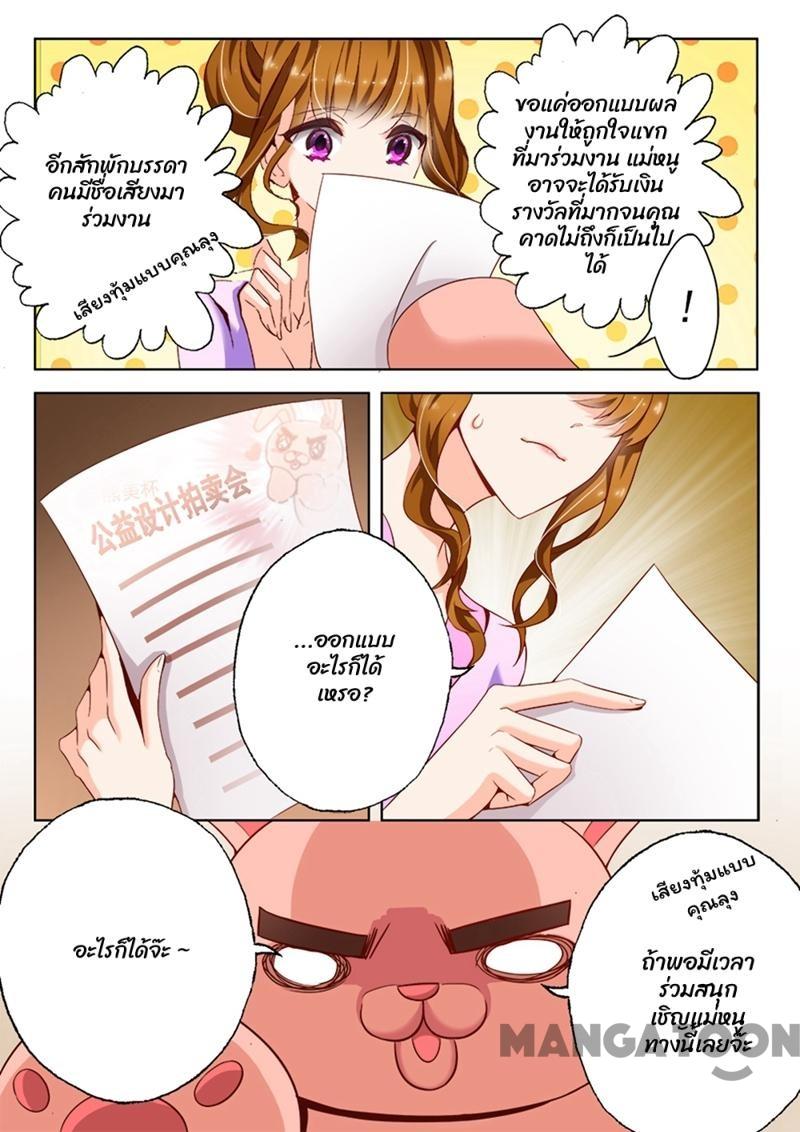 อีกสักพักบรรดา
คนมีชื่อเสียงมา
ร่วมงาน
เสียงทุ้มแบบคุณลุง
ขอแค่ออกแบบผล
งานให้ถูกใจแขก
ที่มาร่วมงาน แม่หนู
อาจจะได้รับเงิน
รางวัลที่มากจนคุณ
คาดไม่ถึงก็เป็นไป
ได้
!
熊美杯
公益设计拍卖会
...ออกแบบ
อะไรก็ได้
เหรอ?
อะไรก็ได้จ๊ะ ~
เสียงทุ้มแบบ
คุณลุง
ถ้าพอมีเวลา
ร่วมสนุก
เชิญแม่หนู
ทางนี้เลยจ๊ะ
MANGATOON